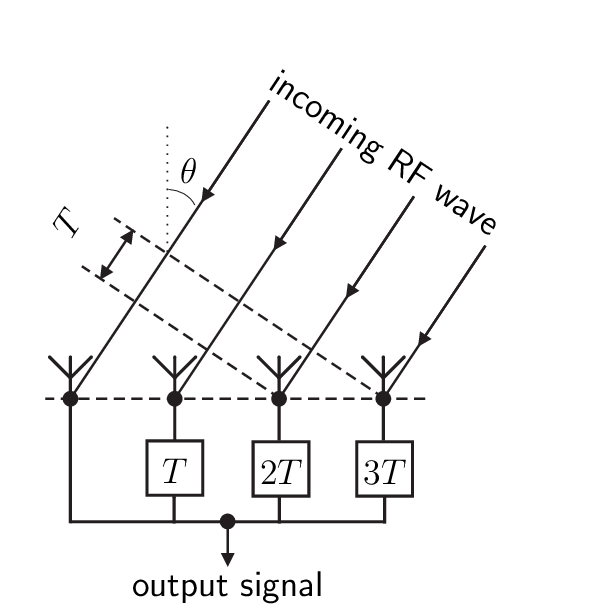 incoming RF wave
θ
T
T
2T
3T
output signal